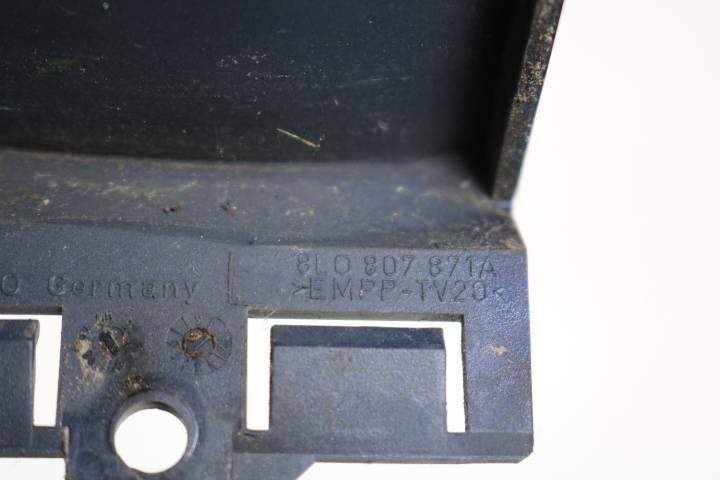 8L0 807 871A
O Germany >EMPP-TV20<